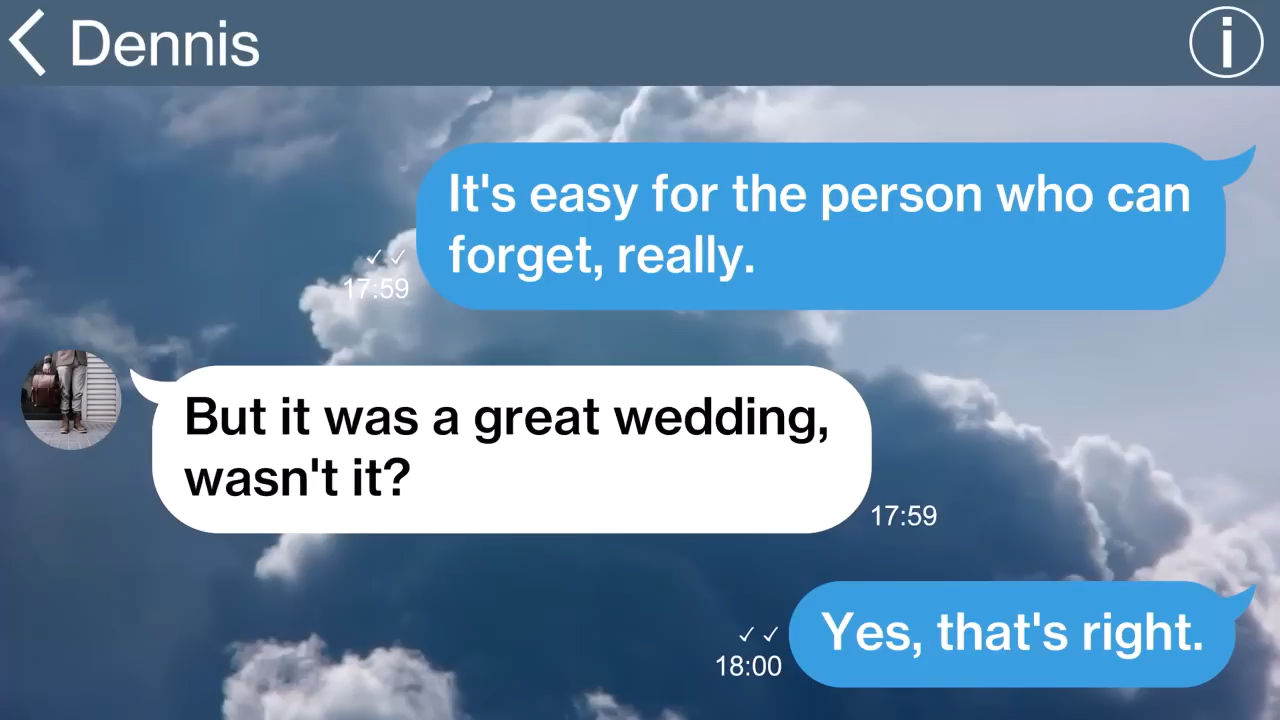 Dennis
i
It's easy for the person who can
forget, really.
✓ ✓
17:59
But it was a great wedding,
wasn't it?
17:59
Yes, that's right.
✓ ✓
18:00